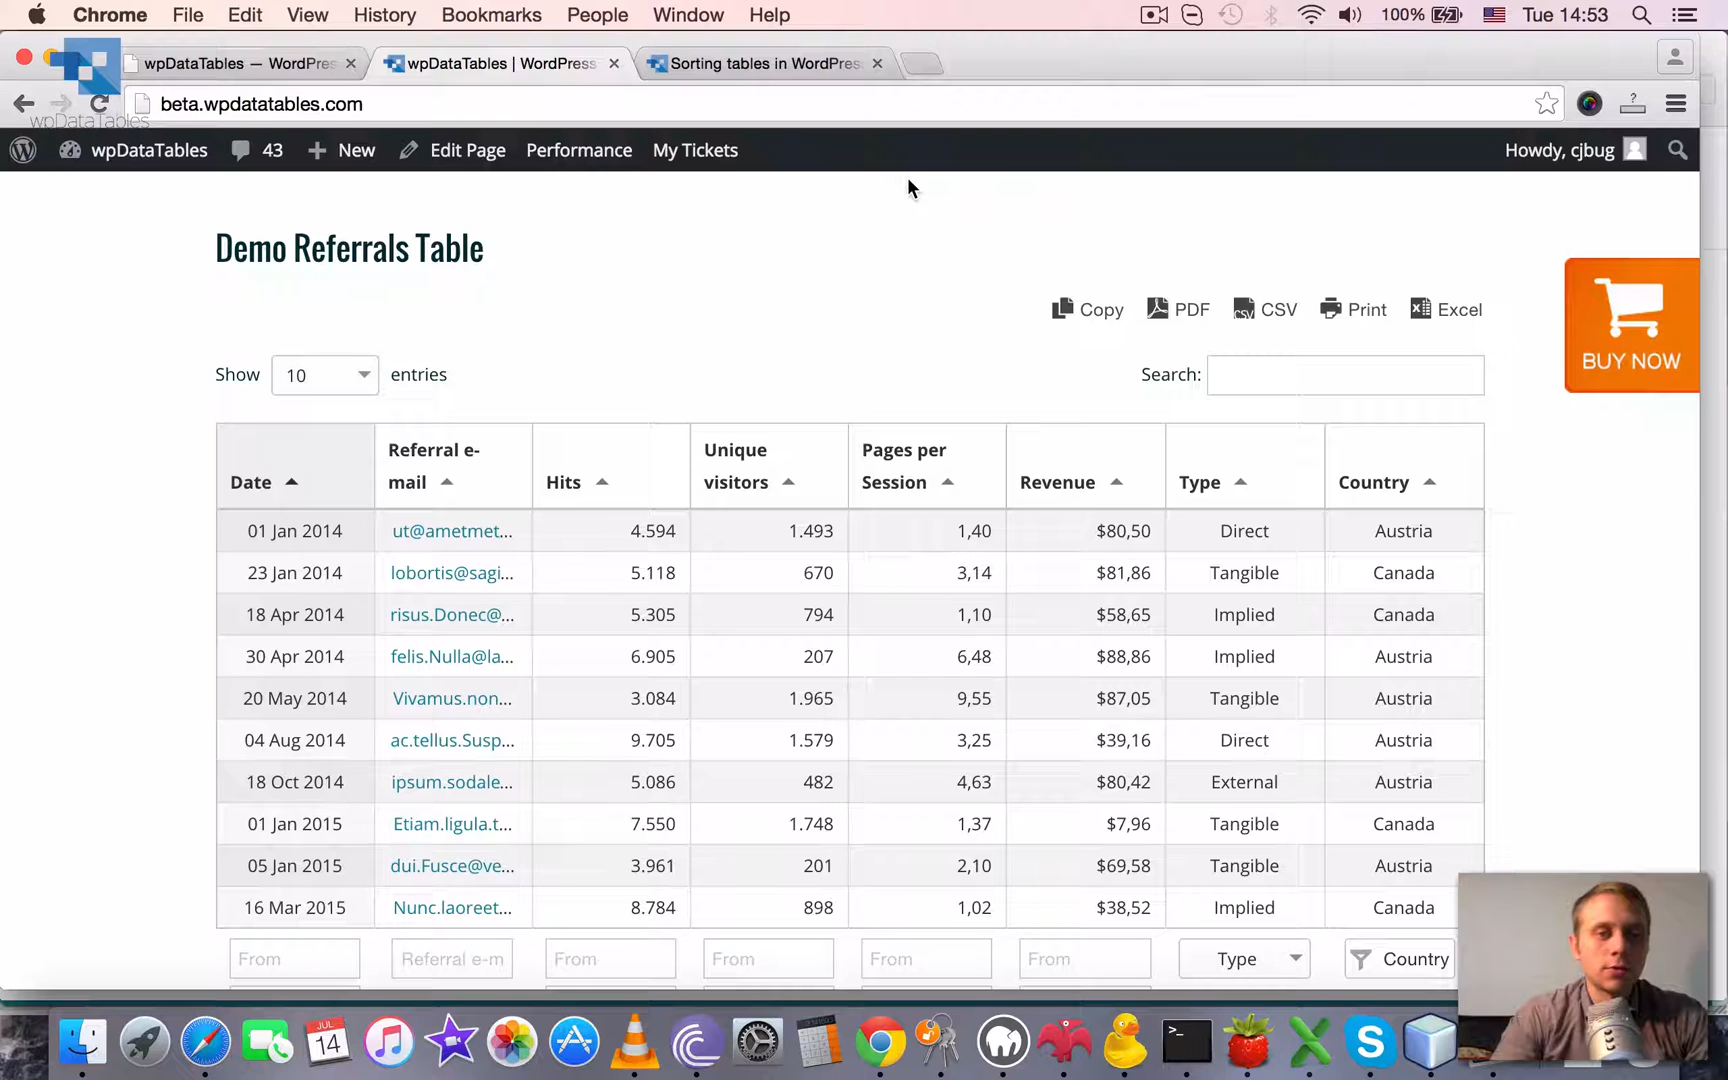 Chrome File Edit View History Bookmarks People Window Help 100% Tue 14:53
wpDataTables — WordPres wpDataTables | WordPress Sorting tables in WordPres
beta.wpdatatables.com
wpDataTables
wpDataTables 43 New Edit Page Performance My Tickets Howdy, cjbug
Demo Referrals Table
Copy PDF CSV Print Excel
BUY NOW
Show 10 entries Search:
Date Referral e-mail Hits Unique visitors Pages per Session Revenue Type Country
01 Jan 2014 ut@ametmet... 4.594 1.493 1,40 $80,50 Direct Austria
23 Jan 2014 lobortis@sagi... 5.118 670 3,14 $81,86 Tangible Canada
18 Apr 2014 risus.Donec@... 5.305 794 1,10 $58,65 Implied Canada
30 Apr 2014 felis.Nulla@la... 6.905 207 6,48 $88,86 Implied Austria
20 May 2014 Vivamus.non... 3.084 1.965 9,55 $87,05 Tangible Austria
04 Aug 2014 ac.tellus.Susp... 9.705 1.579 3,25 $39,16 Direct Austria
18 Oct 2014 ipsum.sodale... 5.086 482 4,63 $80,42 External Austria
01 Jan 2015 Etiam.ligula.t... 7.550 1.748 1,37 $7,96 Tangible Canada
05 Jan 2015 dui.Fusce@ve... 3.961 201 2,10 $69,58 Tangible Austria
16 Mar 2015 Nunc.laoreet... 8.784 898 1,02 $38,52 Implied Canada
From Referral e-m From From From From Type Country
JUL
14